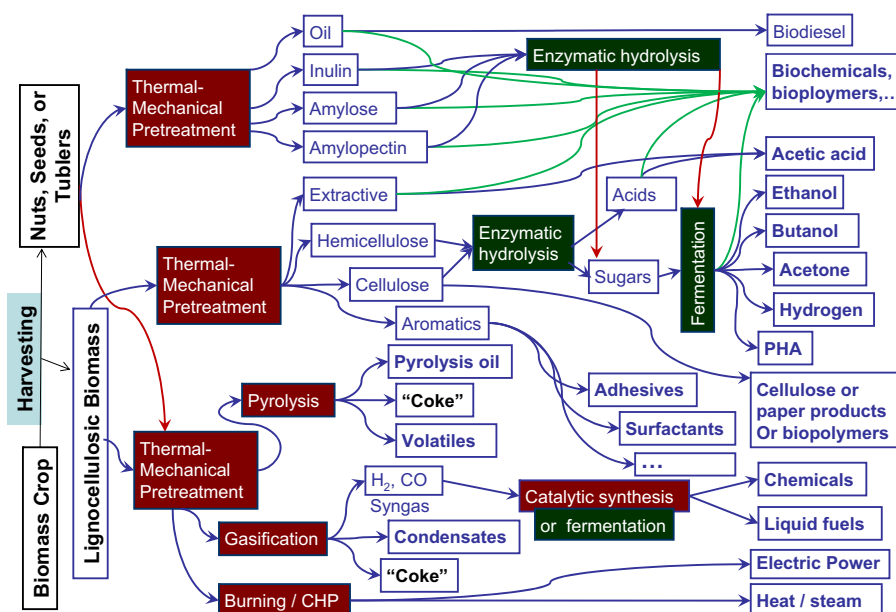 Oil
Biodiesel
Enzymatic hydrolysis
Thermal-
Mechanical
Pretreatment
Inulin
Biochemicals,
bioploymers,...
Amylose
Amylopectin
Nuts, Seeds, or
Tublers
Acetic acid
Extractive
Acids
Ethanol
Hemicellulose
Enzymatic
hydrolysis
Fermentation
Butanol
Thermal-
Mechanical
Pretreatment
Cellulose
Sugars
Acetone
Hydrogen
Harvesting
Aromatics
PHA
Lignocellulosic Biomass
Pyrolysis oil
Pyrolysis
“Coke”
Adhesives
Cellulose or
paper products
Or biopolymers
Volatiles
Surfactants
Thermal-
Mechanical
Pretreatment
...
Biomass Crop
H2, CO
Syngas
Catalytic synthesis
or fermentation
Chemicals
Gasification
Condensates
Liquid fuels
“Coke”
Electric Power
Burning / CHP
Heat / steam